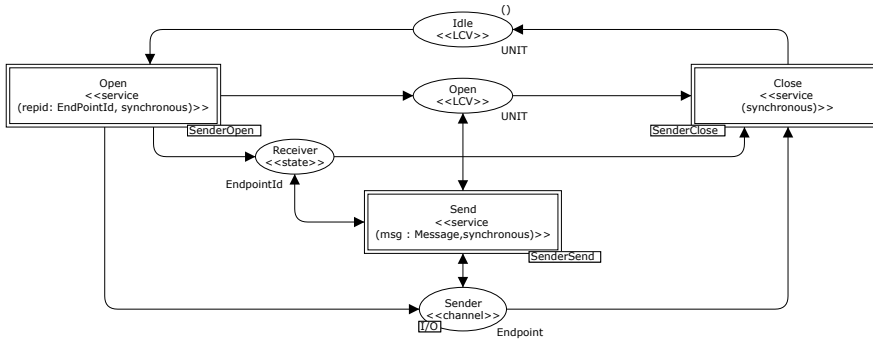 ()
Idle
<<LCV>>
UNIT
Open
<<service
(repid: EndPointId, synchronous)>>
SenderOpen
Open
<<LCV>>
UNIT
Close
<<service
(synchronous)>>
SenderClose
Receiver
<<state>>
EndpointId
Send
<<service
(msg : Message,synchronous)>>
SenderSend
Sender
<<channel>>
I/O
Endpoint